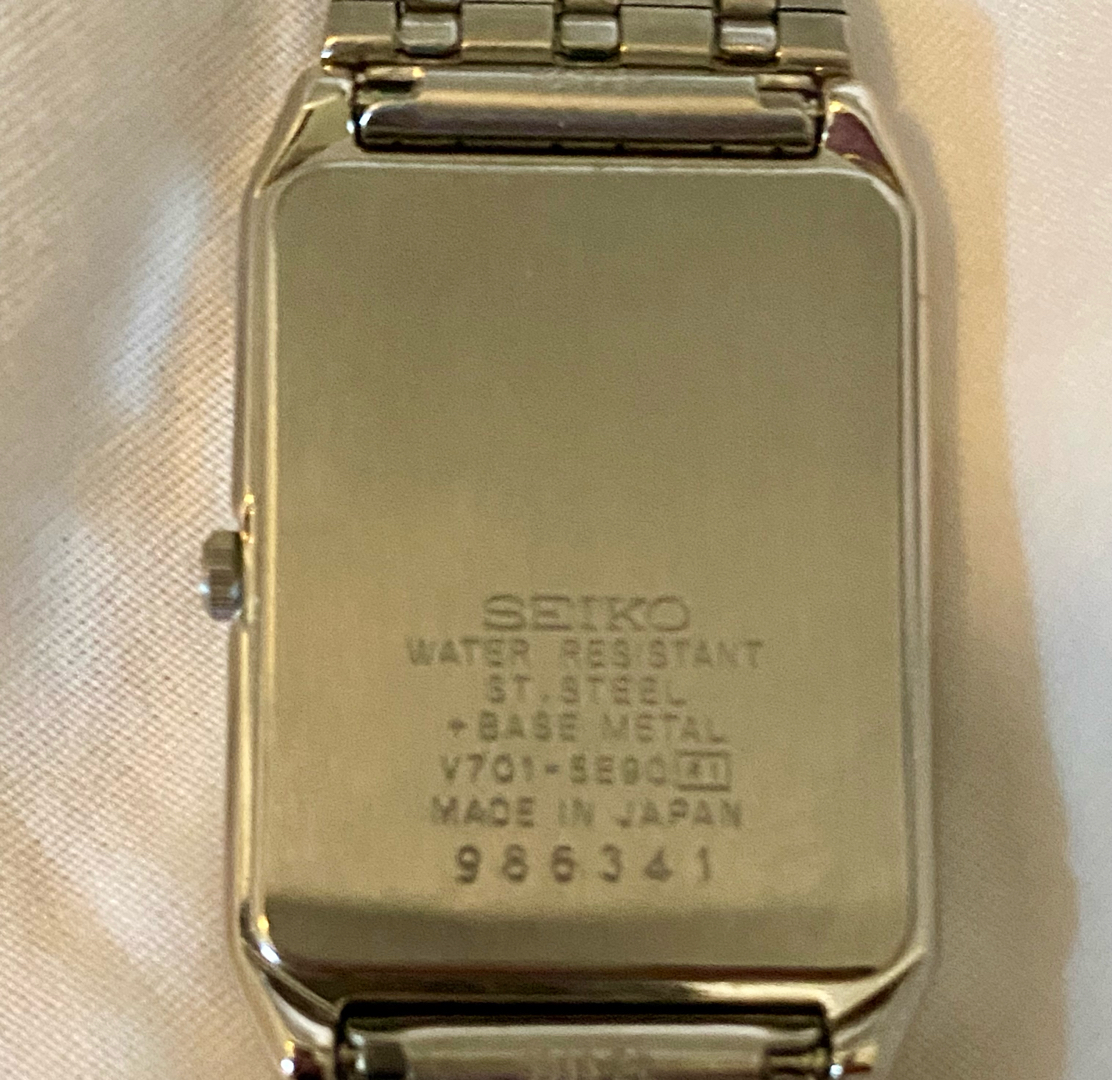 SEIKO
WATER RESISTANT
ST.STEEL
+BASE METAL
V701-5E90
MADE IN JAPAN
986341